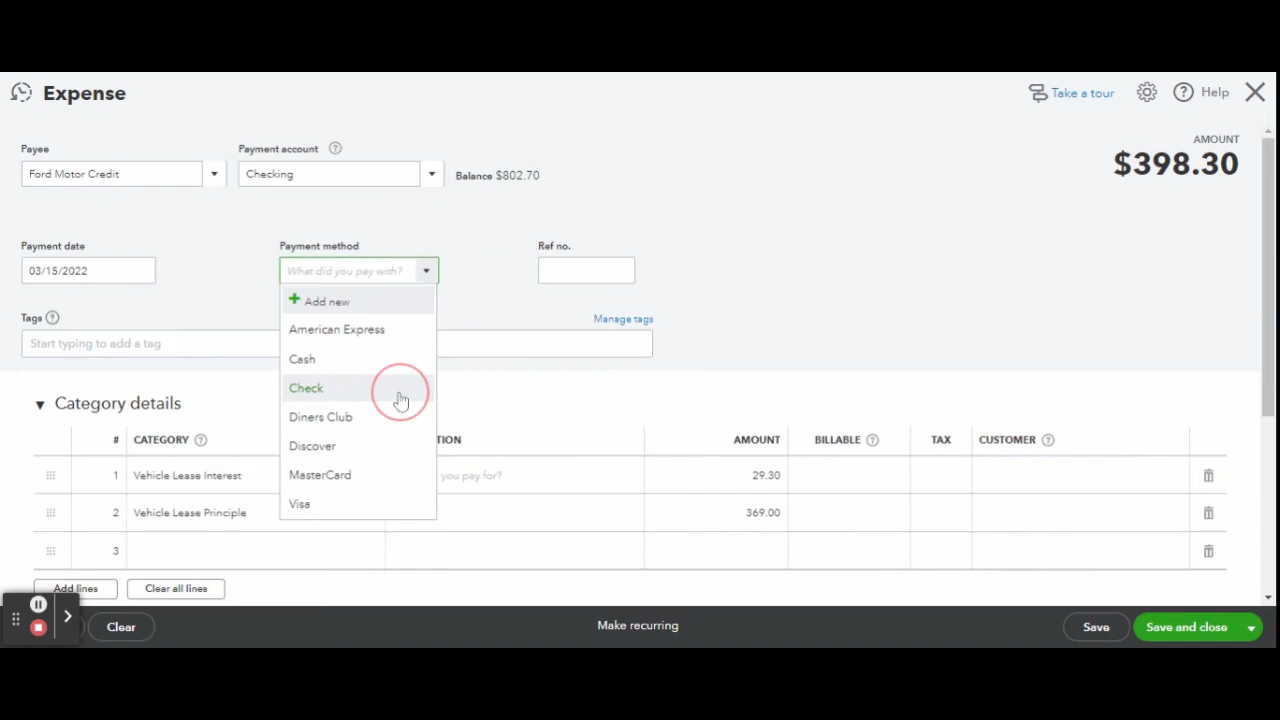 Expense
Take a tour
Help
AMOUNT
$398.30
Payee
Payment account
Ford Motor Credit
Checking
Balance $802.70
Payment date
Payment method
Ref no.
03/15/2022
What did you pay with?
+ Add new
American Express
Cash
Check
Diners Club
Discover
MasterCard
Visa
Tags
Manage tags
Start typing to add a tag
Category details
# CATEGORY TION AMOUNT BILLABLE TAX CUSTOMER
1 Vehicle Lease Interest you pay for? 29.30
2 Vehicle Lease Principle 369.00
3
Add lines
Clear all lines
Clear
Make recurring
Save
Save and close